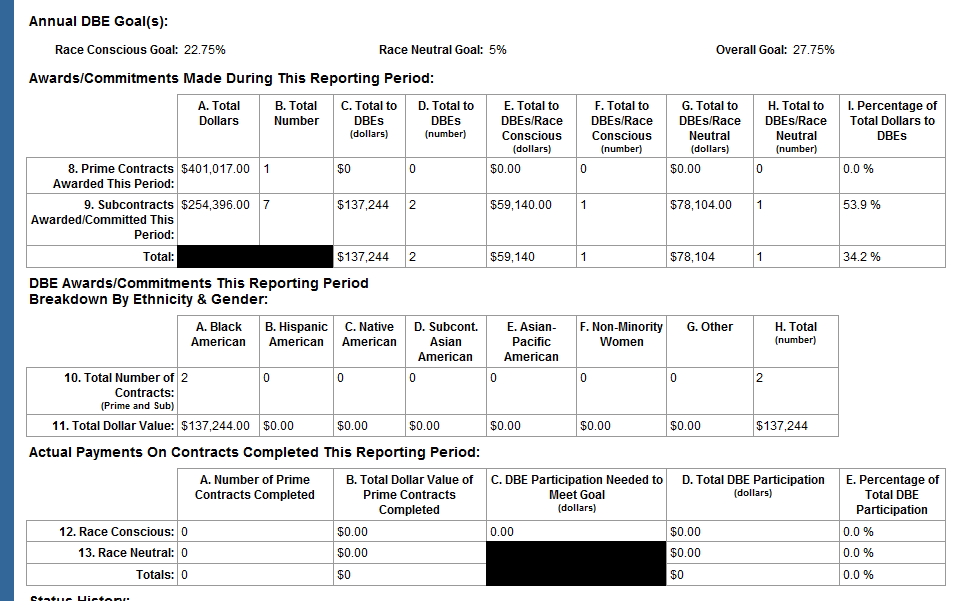 Annual DBE Goal(s):
Race Conscious Goal: 22.75% Race Neutral Goal: 5% Overall Goal: 27.75%
Awards/Commitments Made During This Reporting Period:
A. Total Dollars B. Total Number C. Total to DBEs (dollars) D. Total to DBEs (number) E. Total to DBEs/Race Conscious (dollars) F. Total to DBEs/Race Conscious (number) G. Total to DBEs/Race Neutral (dollars) H. Total to DBEs/Race Neutral (number) I. Percentage of Total Dollars to DBEs
8. Prime Contracts Awarded This Period: $401,017.00 1 $0 0 $0.00 0 $0.00 0 0.0 %
9. Subcontracts Awarded/Committed This Period: $254,396.00 7 $137,244 2 $59,140.00 1 $78,104.00 1 53.9 %
Total: $137,244 2 $59,140 1 $78,104 1 34.2 %
DBE Awards/Commitments This Reporting Period
Breakdown By Ethnicity & Gender:
A. Black American B. Hispanic American C. Native American D. Subcont. Asian American E. Asian-Pacific American F. Non-Minority Women G. Other H. Total (number)
10. Total Number of Contracts: (Prime and Sub) 2 0 0 0 0 0 0 2
11. Total Dollar Value: $137,244.00 $0.00 $0.00 $0.00 $0.00 $0.00 $0.00 $137,244
Actual Payments On Contracts Completed This Reporting Period:
A. Number of Prime Contracts Completed B. Total Dollar Value of Prime Contracts Completed C. DBE Participation Needed to Meet Goal (dollars) D. Total DBE Participation (dollars) E. Percentage of Total DBE Participation
12. Race Conscious: 0 $0.00 0.00 $0.00 0.0 %
13. Race Neutral: 0 $0.00 $0.00 0.0 %
Totals: 0 $0 $0 0.0 %
Status History: